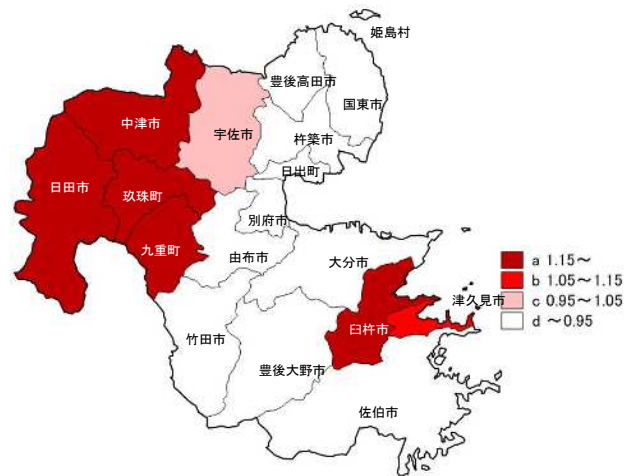 姫島村
豊後高田市
国東市
中津市
宇佐市
杵築市
日出町
日田市
玖珠町
別府市
九重町
由布市
大分市
a 1.15～
b 1.05～1.15
c 0.95～1.05
d ～0.95
津久見市
臼杵市
竹田市
豊後大野市
佐伯市